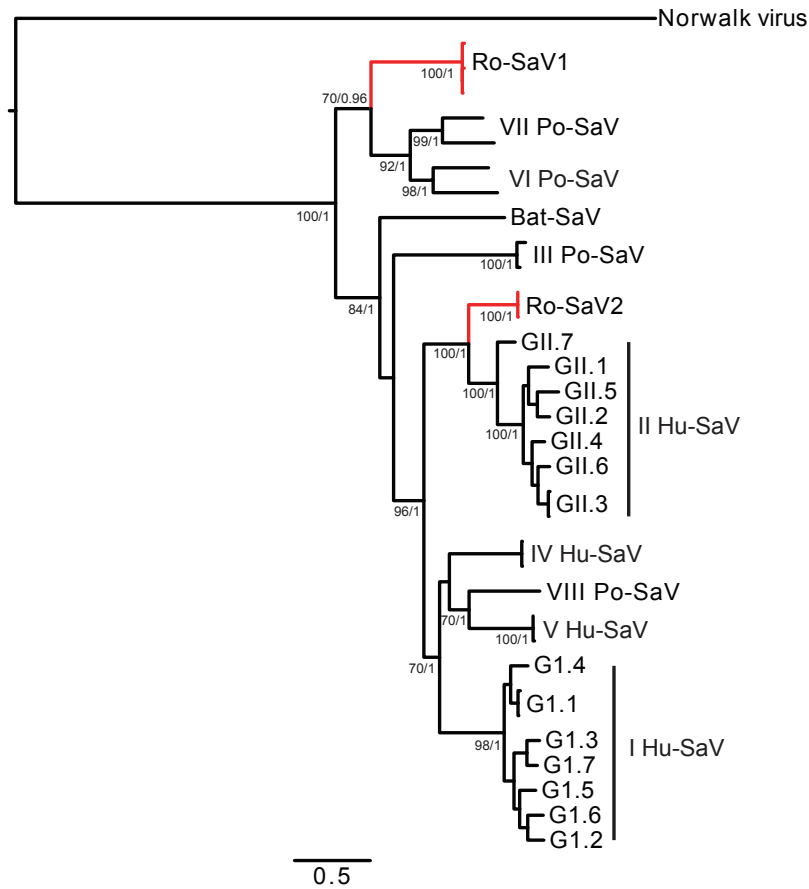 Norwalk virus
Ro-SaV1
100/1
70/0.96
VII Po-SaV
99/1
92/1
VI Po-SaV
98/1
100/1
Bat-SaV
III Po-SaV
100/1
84/1
Ro-SaV2
100/1
GII.7
100/1
GII.1
100/1
GII.5
GII.2
II Hu-SaV
100/1
GII.4
GII.6
GII.3
96/1
IV Hu-SaV
VIII Po-SaV
70/1
V Hu-SaV
100/1
70/1
G1.4
G1.1
98/1
G1.3
I Hu-SaV
G1.7
G1.5
G1.6
G1.2
0.5